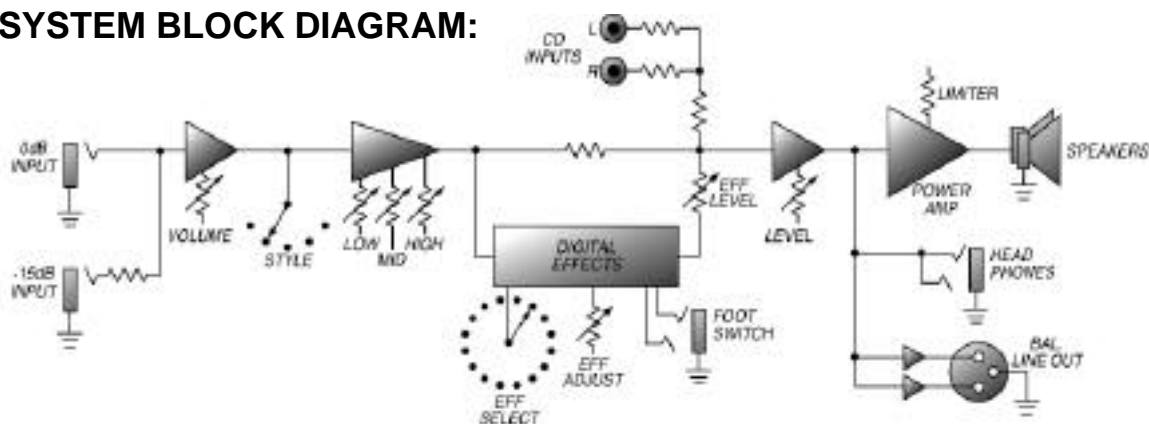 SYSTEM BLOCK DIAGRAM:
CD
INPUTS
L
R
LIMITER
0dB
INPUT
SPEAKERS
EFF
LEVEL
POWER
AMP
VOLUME
STYLE
LOW
MID
HIGH
LEVEL
DIGITAL
EFFECTS
-15dB
INPUT
HEAD
PHONES
FOOT
SWITCH
EFF
ADJUST
EFF
SELECT
BAL.
LINE OUT